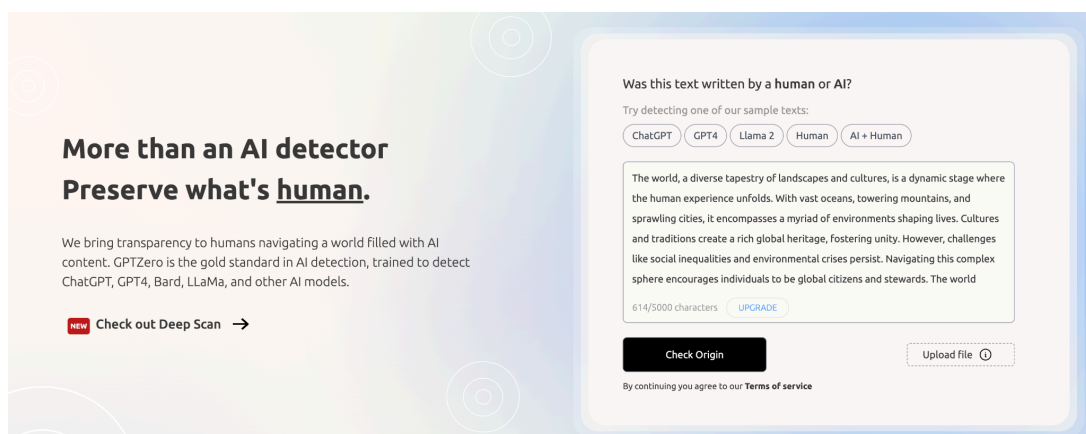 More than an AI detector
Preserve what's human.
We bring transparency to humans navigating a world filled with AI
content. GPTZero is the gold standard in AI detection, trained to detect
ChatGPT, GPT4, Bard, LLaMa, and other AI models.
NEW Check out Deep Scan →
Was this text written by a human or AI?
Try detecting one of our sample texts:
ChatGPT GPT4 Llama 2 Human AI + Human
The world, a diverse tapestry of landscapes and cultures, is a dynamic stage where
the human experience unfolds. With vast oceans, towering mountains, and
sprawling cities, it encompasses a myriad of environments shaping lives. Cultures
and traditions create a rich global heritage, fostering unity. However, challenges
like social inequalities and environmental crises persist. Navigating this complex
sphere encourages individuals to be global citizens and stewards. The world
614/5000 characters UPGRADE
Check Origin Upload file
By continuing you agree to our Terms of service